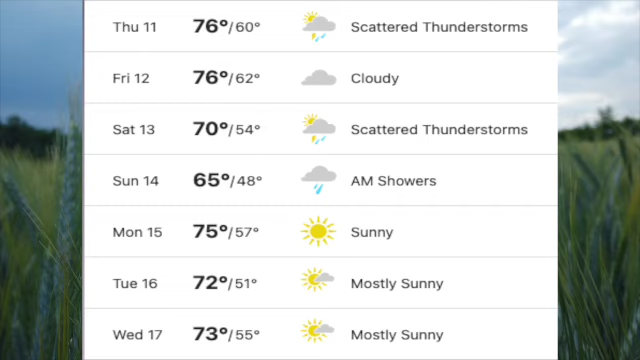 Thu 11 76°/60° Scattered Thunderstorms
Fri 12 76°/62° Cloudy
Sat 13 70°/54° Scattered Thunderstorms
Sun 14 65°/48° AM Showers
Mon 15 75°/57° Sunny
Tue 16 72°/51° Mostly Sunny
Wed 17 73°/55° Mostly Sunny